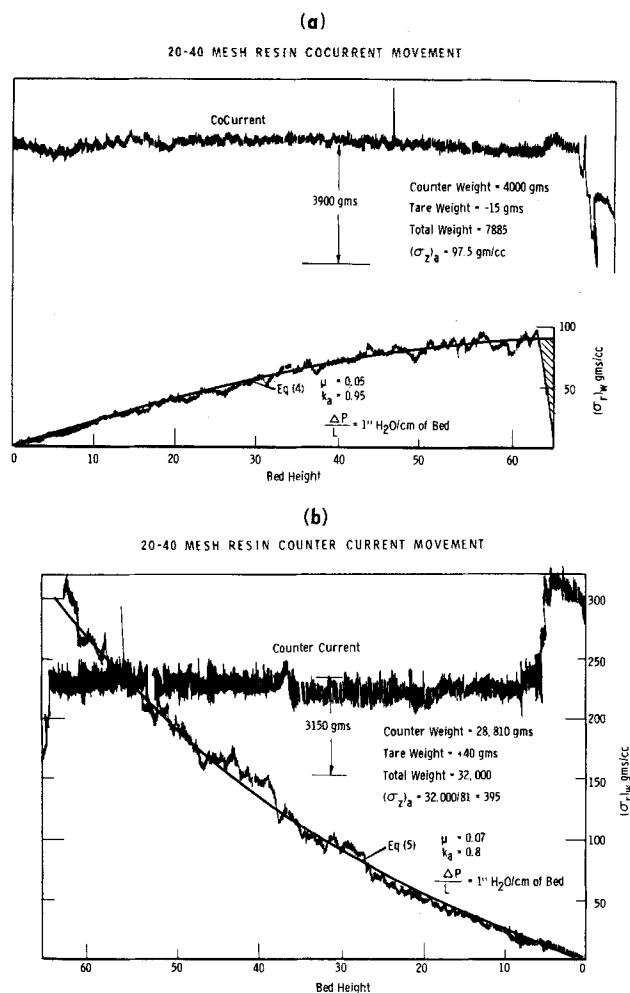 (a)
20-40 MESH RESIN COCURRENT MOVEMENT
CoCurrent
3900 gms
Counter Weight = 4000 gms
Tare Weight = -15 gms
Total Weight = 7885
(σz)a = 97.5 gm/cc
100
50
(σr)w gms/cc
Eq (4)
μ = 0.05
ka = 0.95
ΔP/L = 1" H2O/cm of Bed
0 10 20 30 40 50 60
Bed Height
(b)
20-40 MESH RESIN COUNTER CURRENT MOVEMENT
Counter Current
3150 gms
Counter Weight = 28,810 gms
Tare Weight = +40 gms
Total Weight = 32,000
(σz)a = 32.000/81 = 395
300
250
200
150
100
50
(σr)w gms/cc
Eq (5)
μ = 0.07
ka = 0.8
ΔP/L = 1" H2O/cm of Bed
60 50 40 30 20 10 0
Bed Height